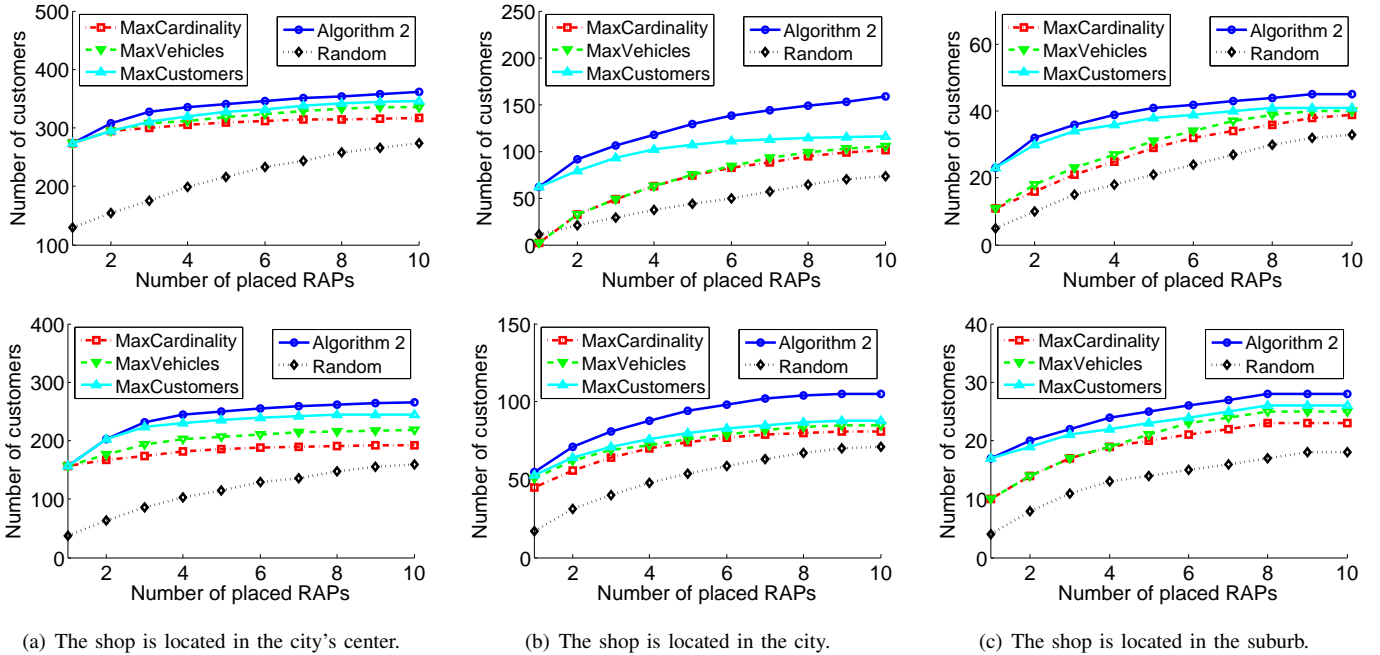 500
400
300
200
100
Number of customers
MaxCardinality
MaxVehicles
MaxCustomers
Algorithm 2
Random
2 4 6 8 10
Number of placed RAPs
250
200
150
100
50
0
Number of customers
MaxCardinality
MaxVehicles
MaxCustomers
Algorithm 2
Random
2 4 6 8 10
Number of placed RAPs
60
40
20
0
Number of customers
MaxCardinality
MaxVehicles
MaxCustomers
Algorithm 2
Random
2 4 6 8 10
Number of placed RAPs
400
300
200
100
0
Number of customers
MaxCardinality
MaxVehicles
MaxCustomers
Algorithm 2
Random
2 4 6 8 10
Number of placed RAPs
150
100
50
0
Number of customers
MaxCardinality
MaxVehicles
MaxCustomers
Algorithm 2
Random
2 4 6 8 10
Number of placed RAPs
40
30
20
10
0
Number of customers
MaxCardinality
MaxVehicles
MaxCustomers
Algorithm 2
Random
2 4 6 8 10
Number of placed RAPs
(a) The shop is located in the city's center.
(b) The shop is located in the city.
(c) The shop is located in the suburb.